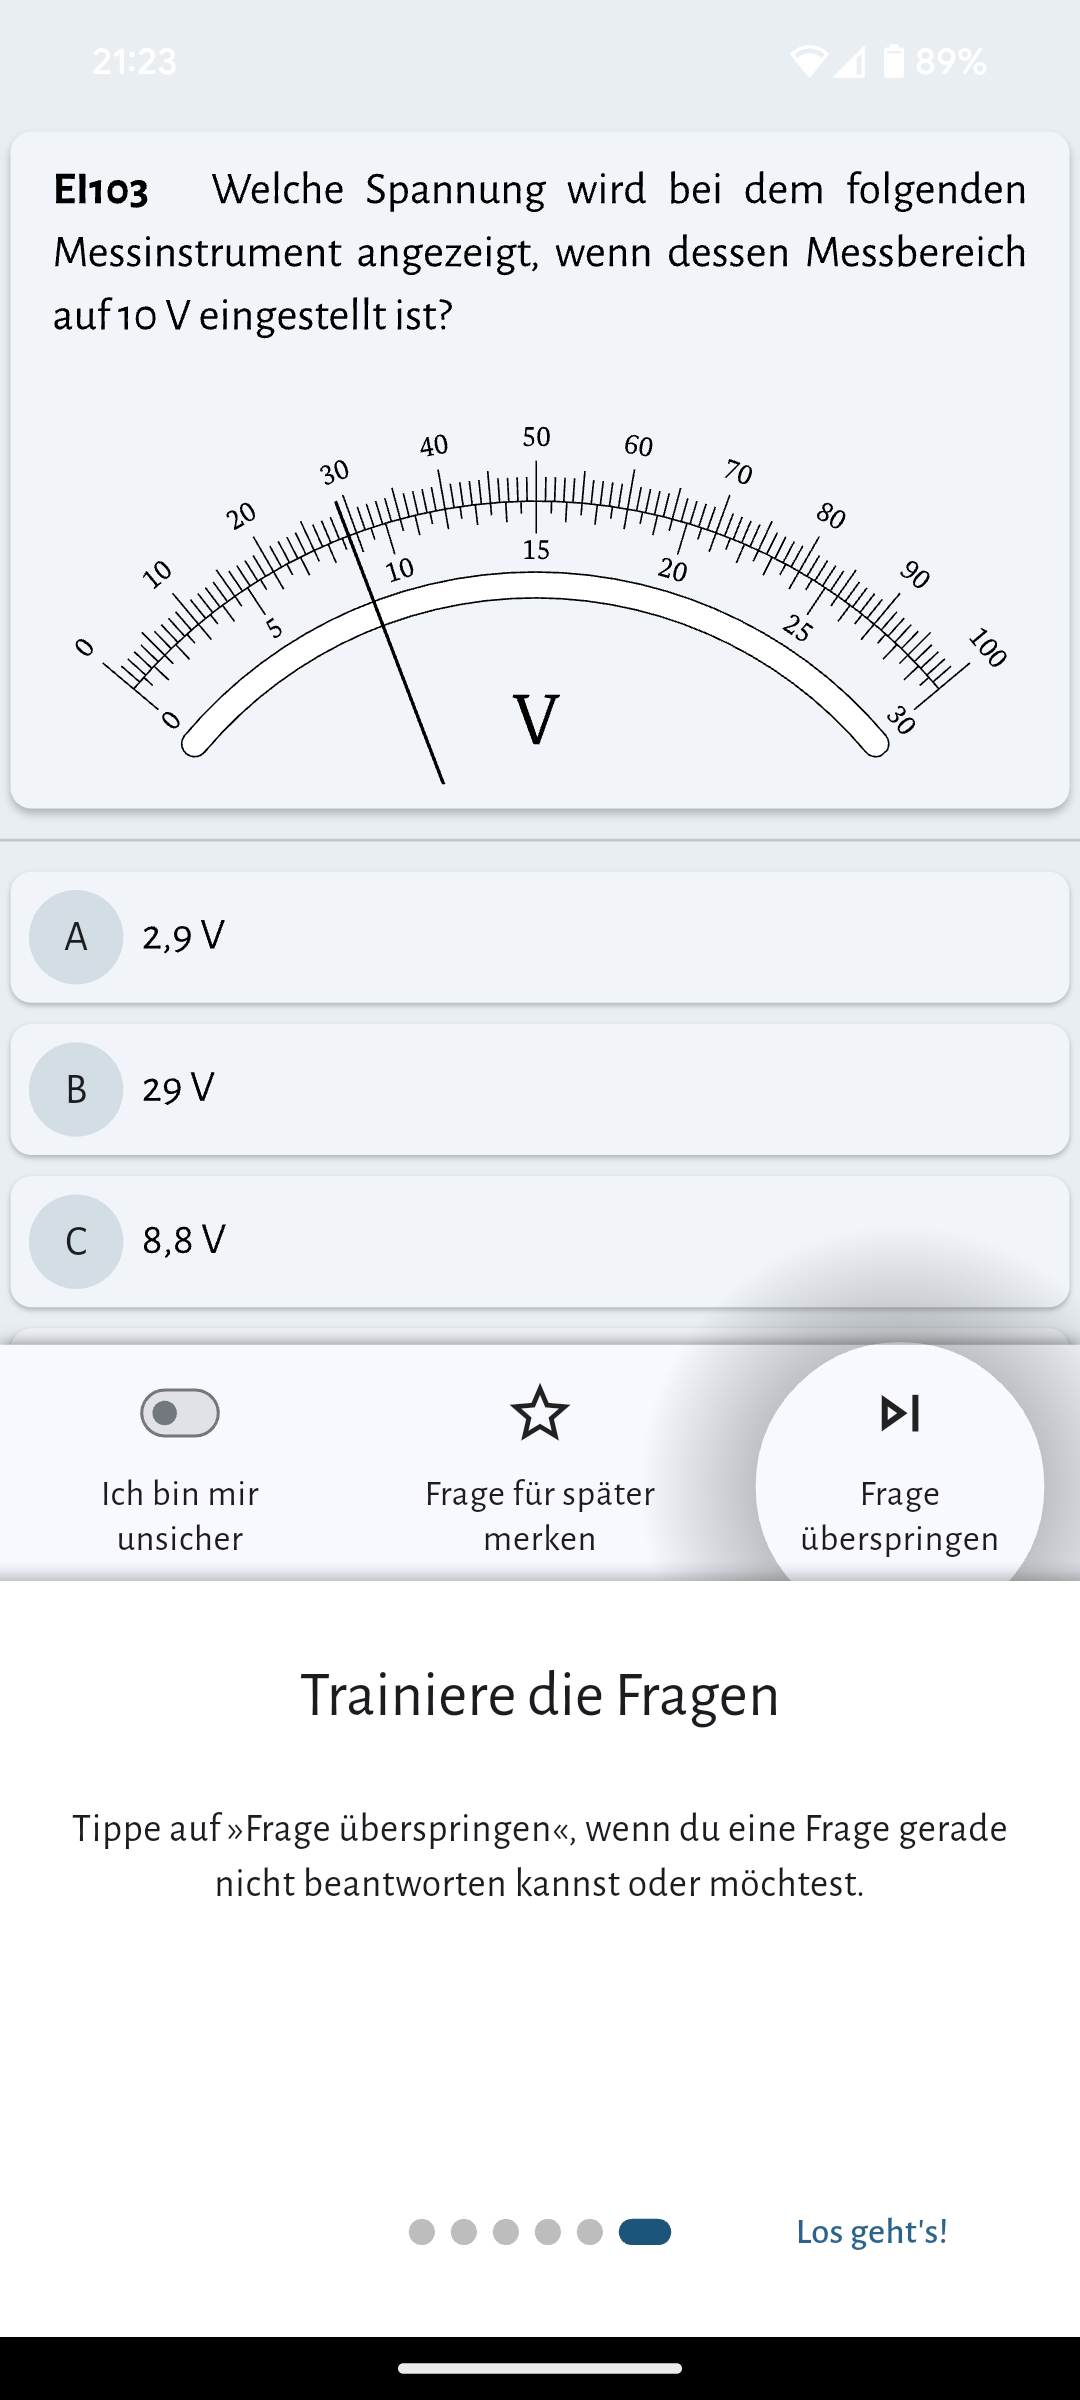 21:23 89%
EI103 Welche Spannung wird bei dem folgenden
Messinstrument angezeigt, wenn dessen Messbereich
auf 10 V eingestellt ist?
0 10 20 30 40 50 60 70 80 90 100
0 5 10 15 20 25 30
V
A 2,9 V
B 29 V
C 8,8 V
Ich bin mir
unsicher
Frage für später
merken
Frage
überspringen
Trainiere die Fragen
Tippe auf »Frage überspringen«, wenn du eine Frage gerade
nicht beantworten kannst oder möchtest.
Los geht's!